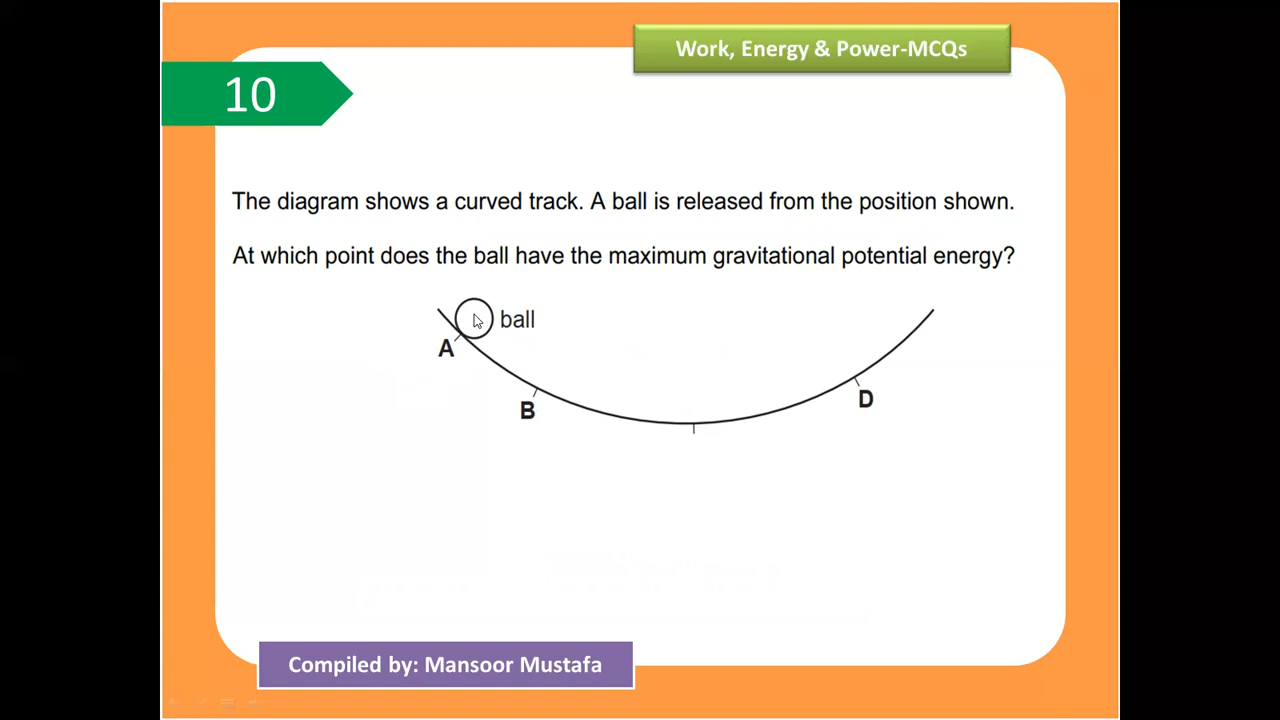 Work, Energy & Power-MCQs
10
The diagram shows a curved track. A ball is released from the position shown.
At which point does the ball have the maximum gravitational potential energy?
ball
A
B
D
Compiled by: Mansoor Mustafa